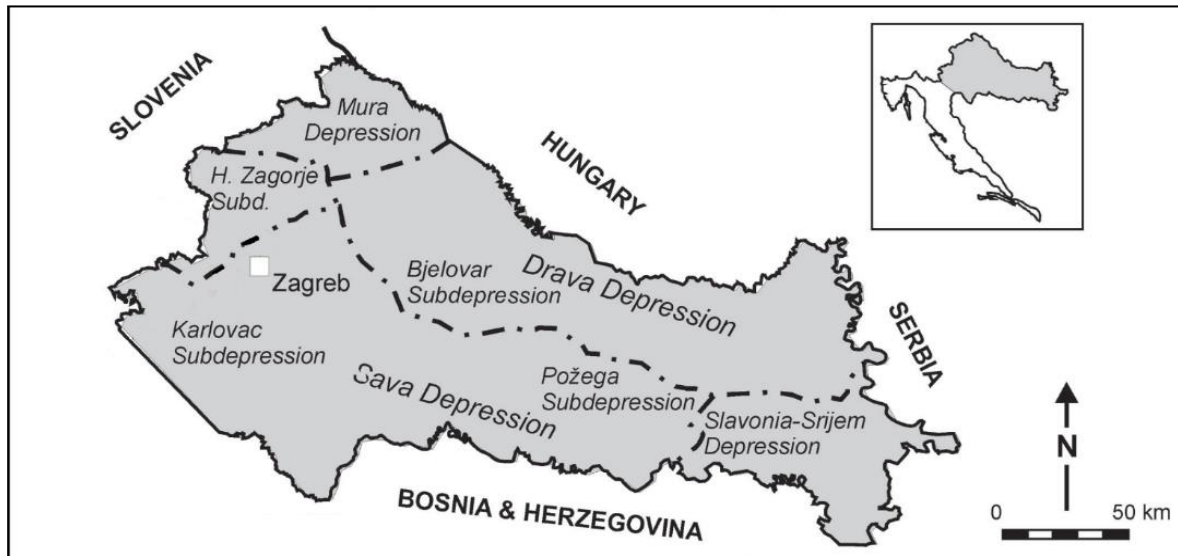 SLOVENIA
Mura
Depression
HUNGARY
H. Zagorje
Subd.
Zagreb
Bjelovar
Subdepression
Drava Depression
SERBIA
Karlovac
Subdepression
Sava Depression
Požega
Subdepression
Slavonia-Srijem
Depression
BOSNIA & HERZEGOVINA
N
0 50 km